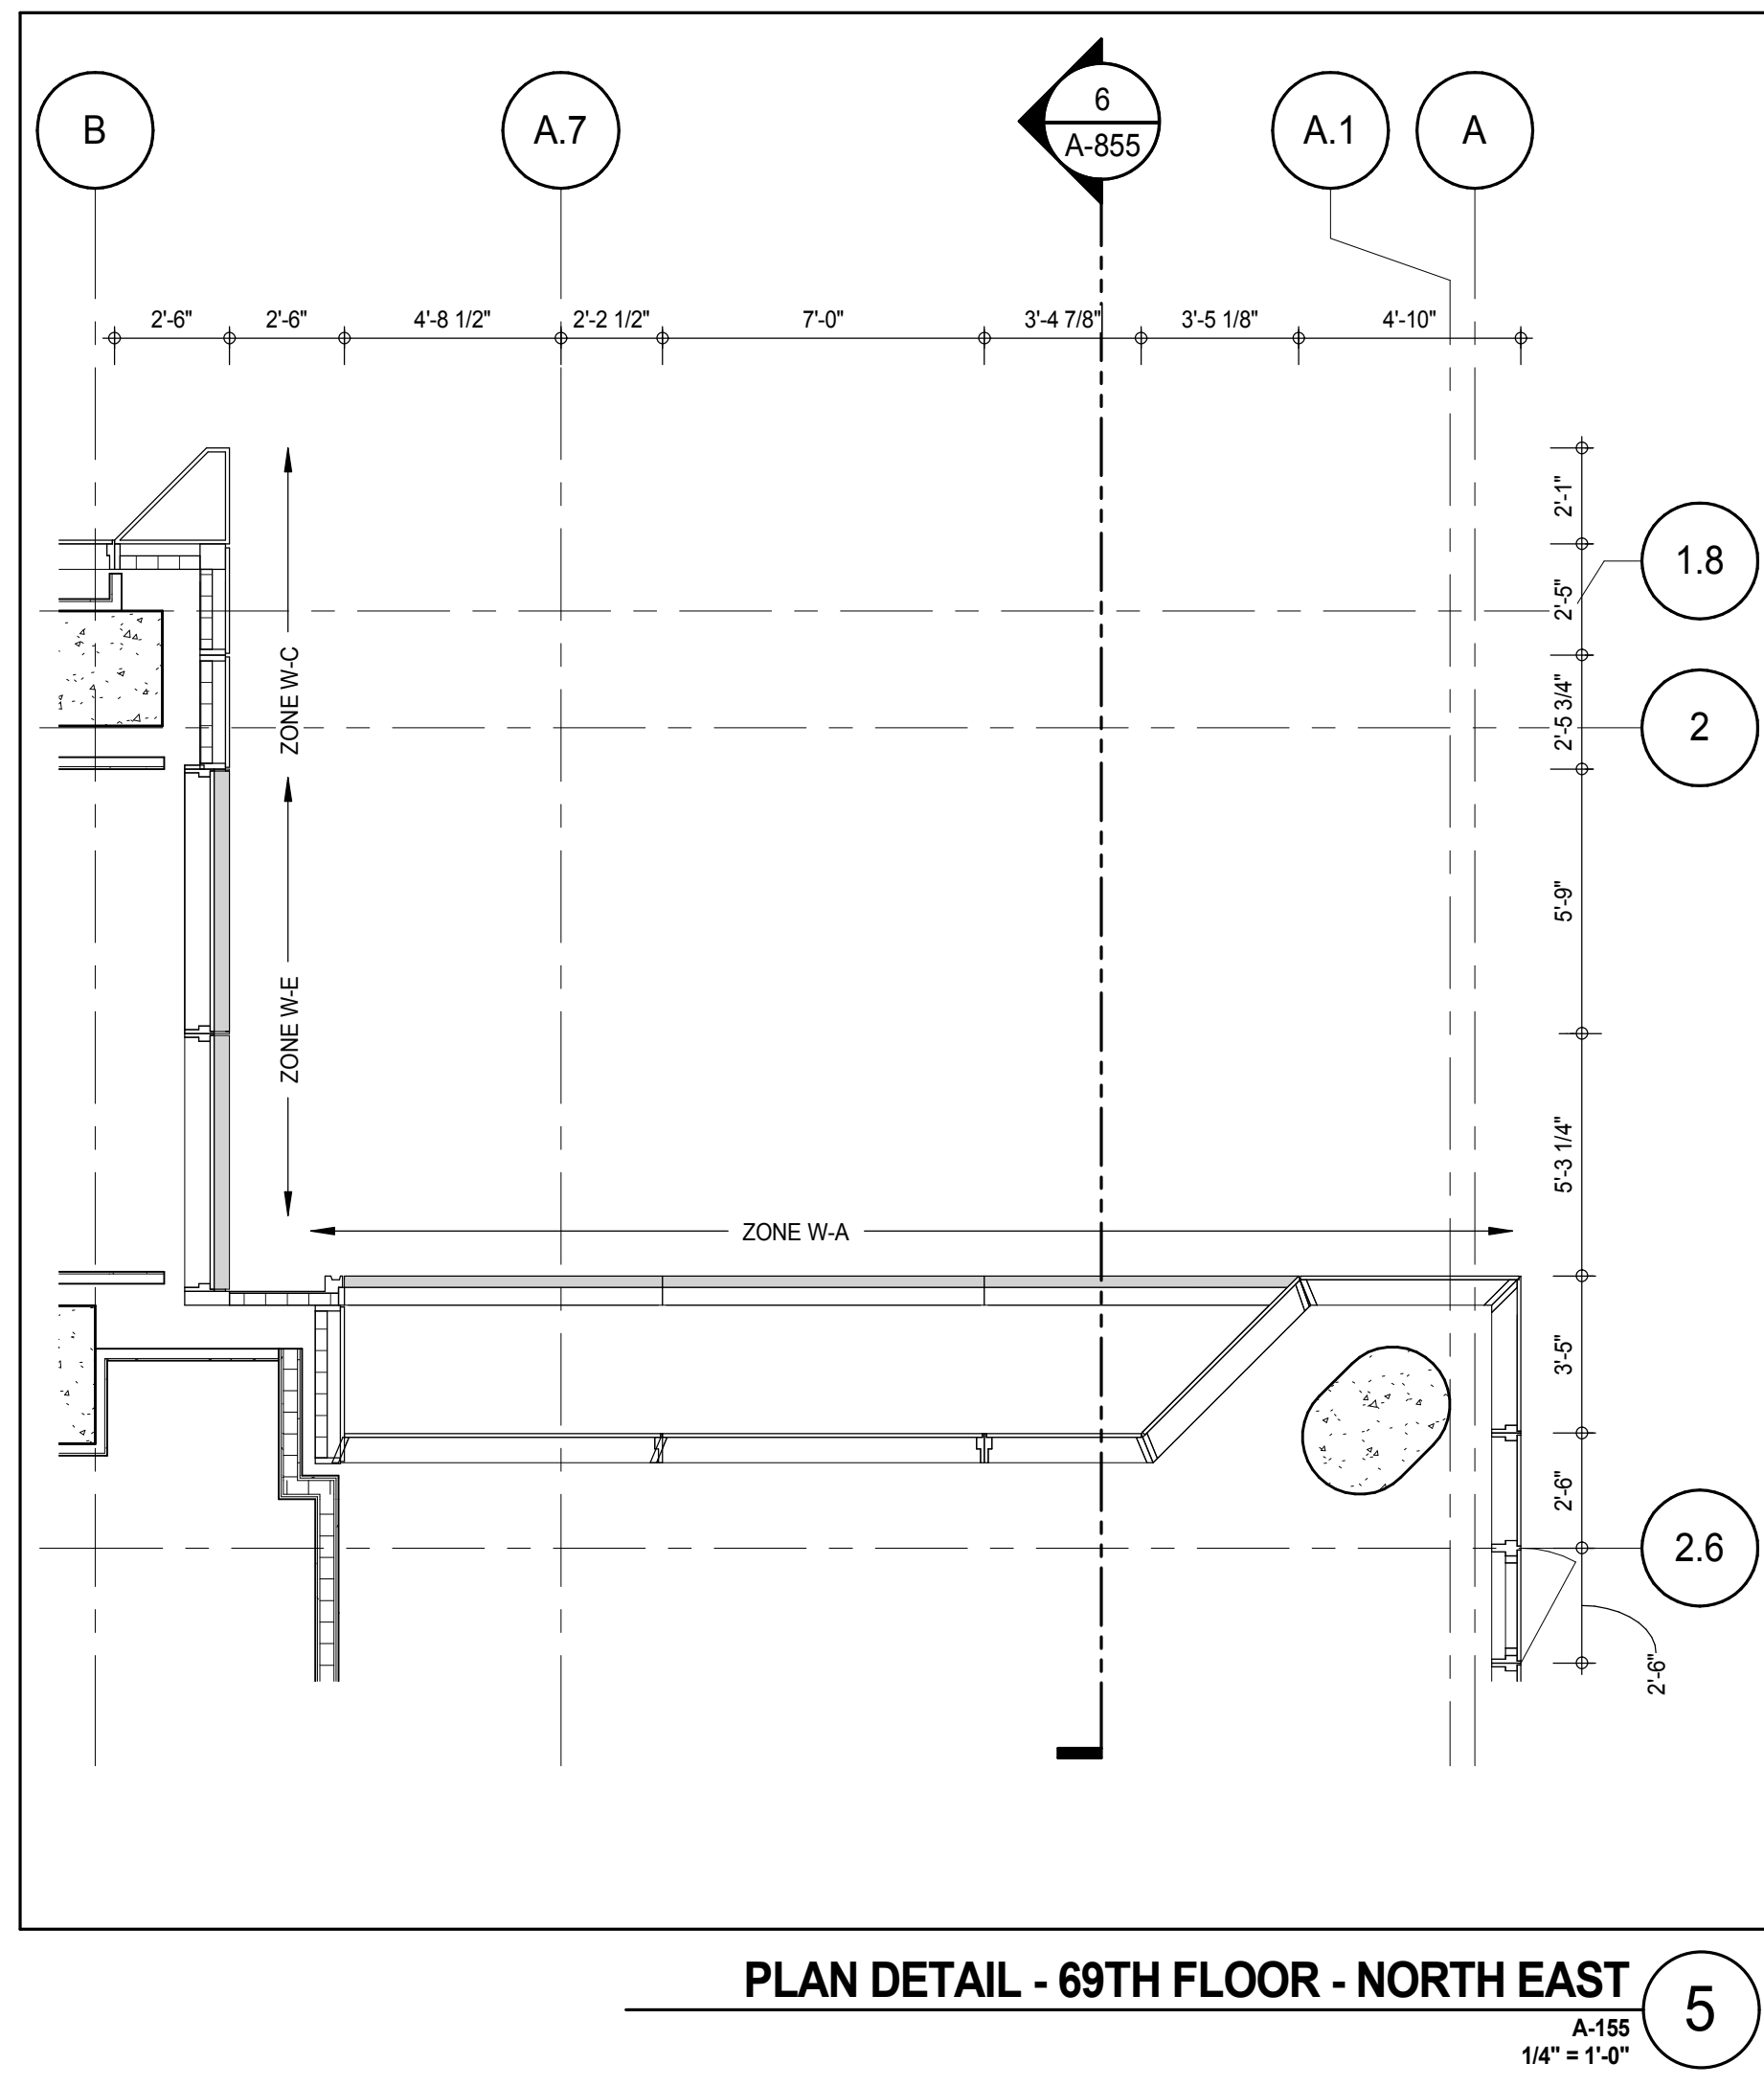 B
A.7
6
A-855
A.1
A
2'-6"
2'-6"
4'-8 1/2"
2'-2 1/2"
7'-0"
3'-4 7/8"
3'-5 1/8"
4'-10"
2'-1"
1.8
2'-5"
ZONE W-C
2'-5 3/4"
2
5'-9"
ZONE W-E
5'-3 1/4"
ZONE W-A
3'-5"
2'-6"
2.6
2'-6"
PLAN DETAIL - 69TH FLOOR - NORTH EAST
5
A-155
1/4" = 1'-0"